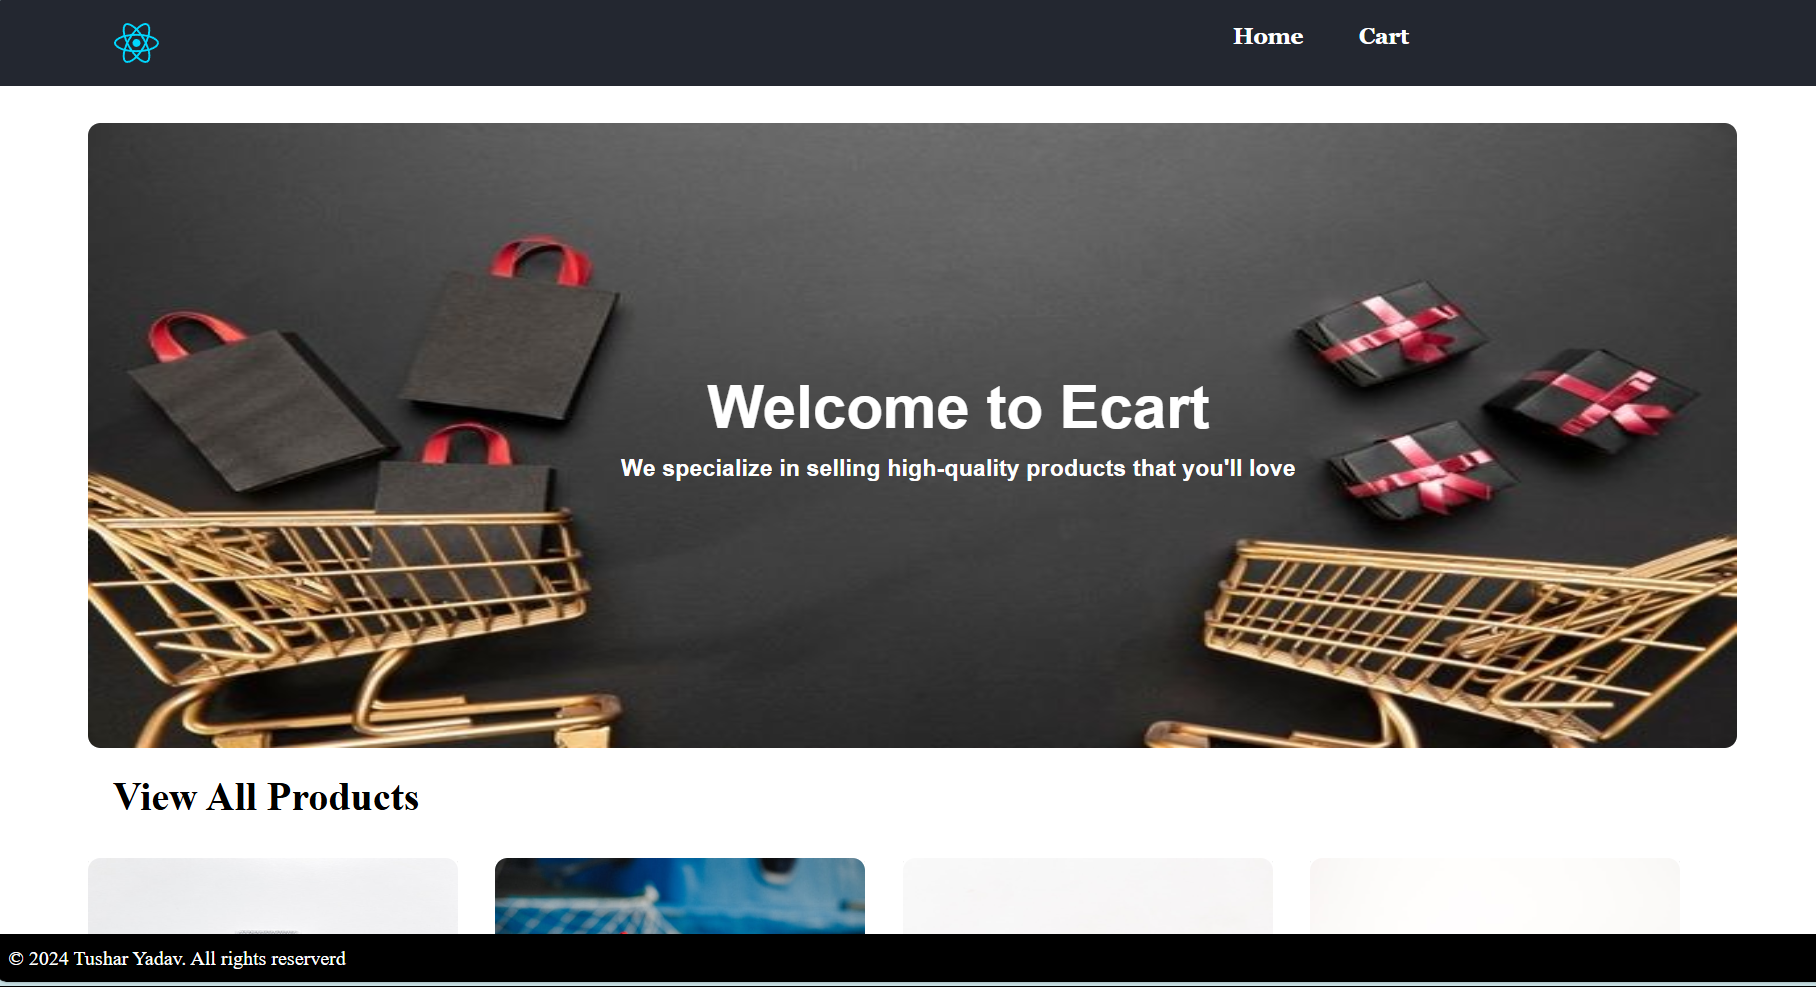 Home Cart
Welcome to Ecart
We specialize in selling high-quality products that you'll love
View All Products
© 2024 Tushar Yadav. All rights reserverd